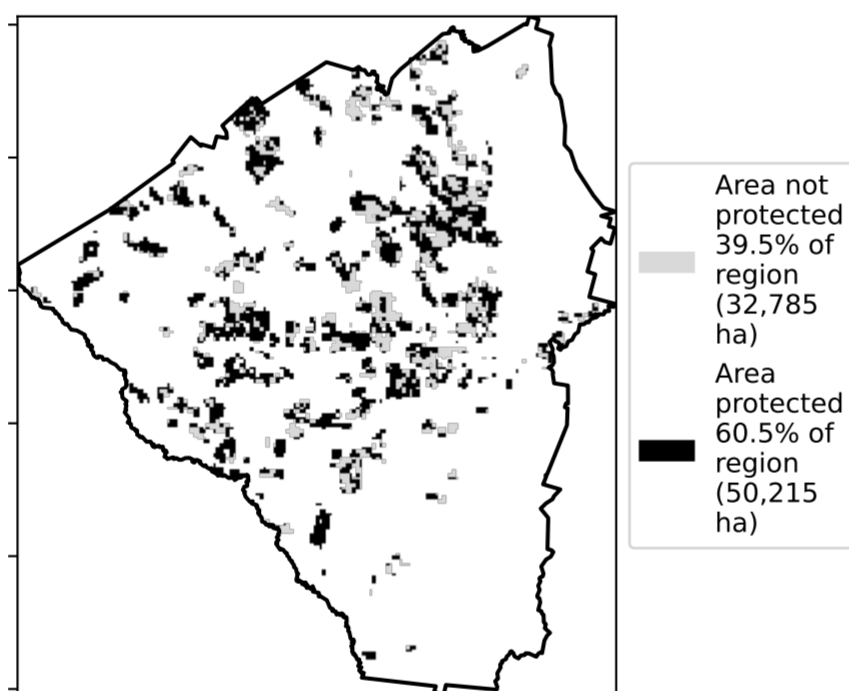 Area not
protected
39.5% of
region
(32,785
ha)
Area
protected
60.5% of
region
(50,215
ha)